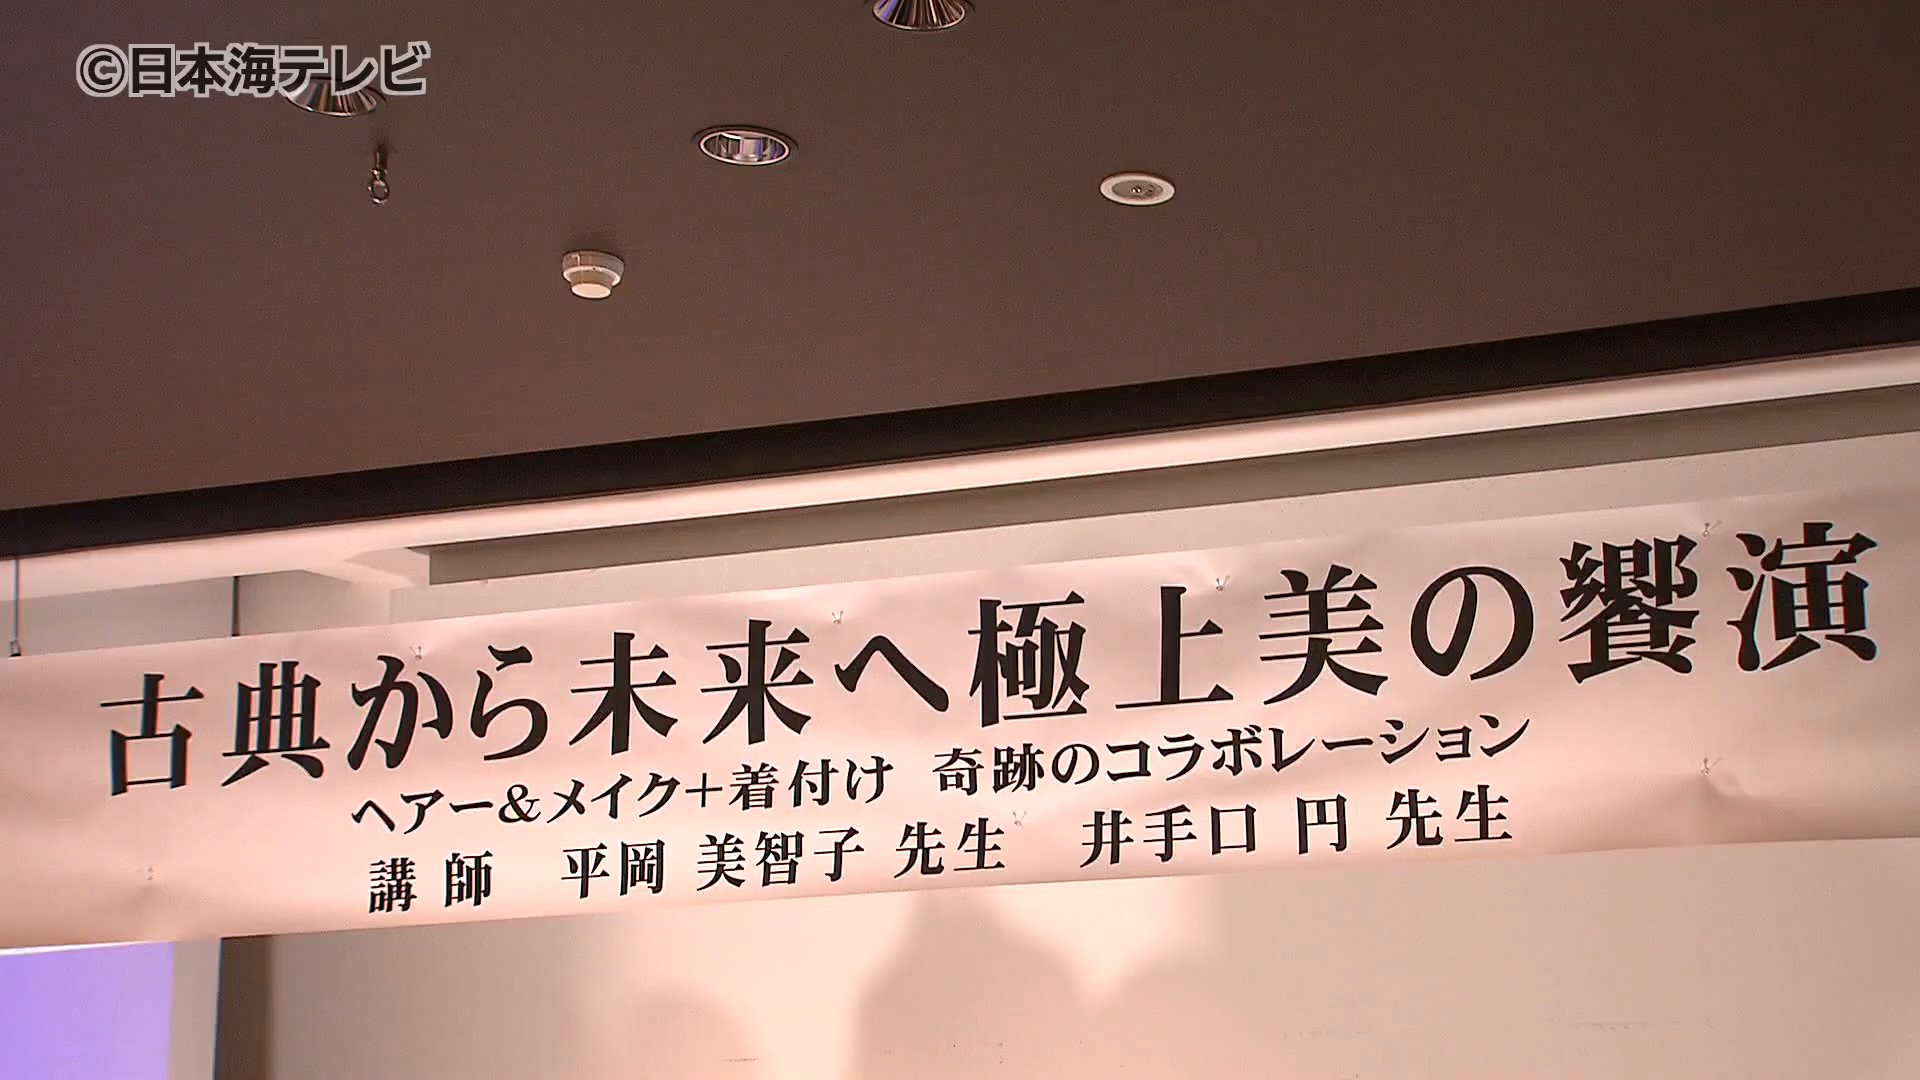 ©日本海テレビ
古典から未来へ極上美の饗演
ヘアー&メイク+着付け 奇跡のコラボレーション
講師 平岡 美智子 先生 井手口 円 先生